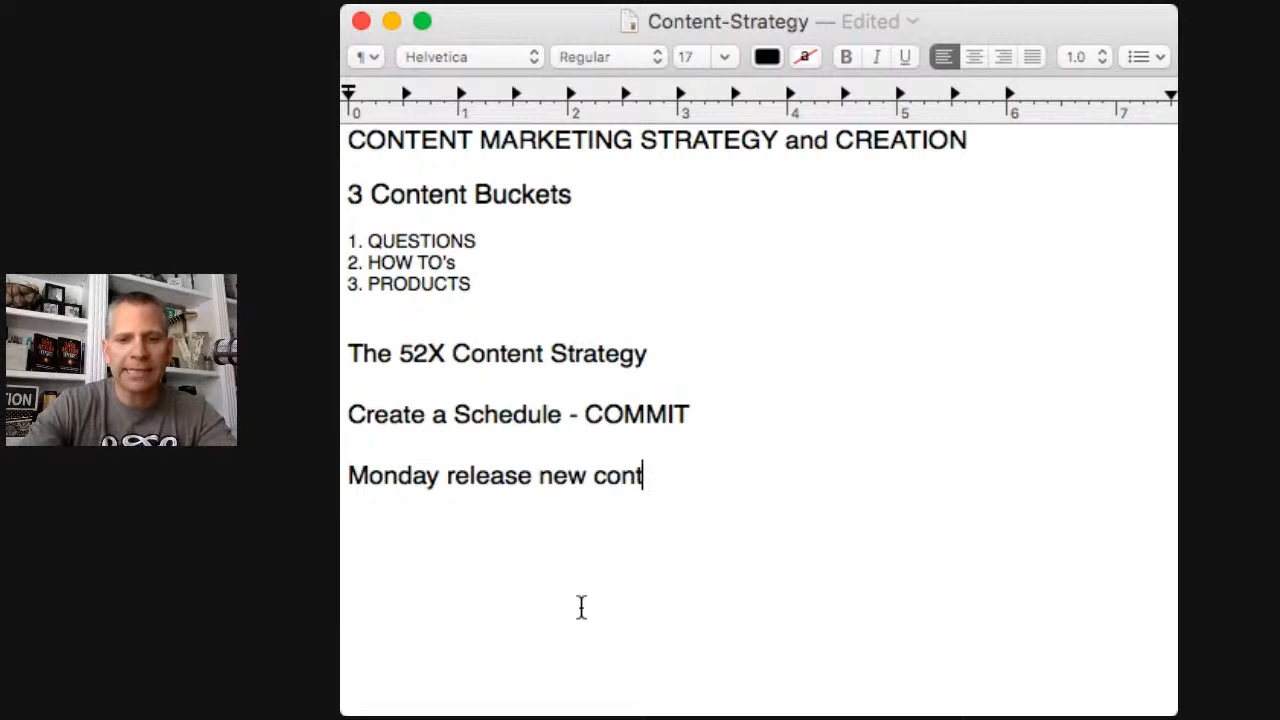 Content-Strategy — Edited
¶ Helvetica Regular 17 a B I U 1.0
0 1 2 3 4 5 6 7
CONTENT MARKETING STRATEGY and CREATION
3 Content Buckets
1. QUESTIONS
2. HOW TO's
3. PRODUCTS
The 52X Content Strategy
Create a Schedule - COMMIT
Monday release new cont